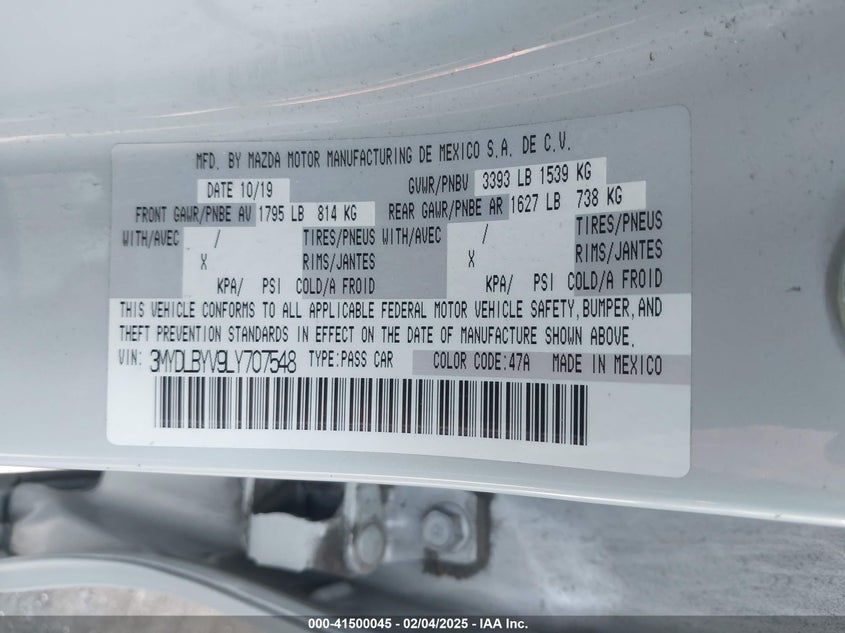 MFD. BY MAZDA MOTOR MANUFACTURING DE MEXICO S.A. DE C.V.
DATE 10/19 GVWR/PNBV 3393 LB 1539 KG
FRONT GAWR/PNBE AV 1795 LB 814 KG REAR GAWR/PNBE AR 1627 LB 738 KG
WITH/AVEC / TIRES/PNEUS WITH/AVEC / TIRES/PNEUS
X RIMS/JANTES X RIMS/JANTES
KPA/ PSI COLD/A FROID KPA/ PSI COLD/A FROID
THIS VEHICLE CONFORMS TO ALL APPLICABLE FEDERAL MOTOR VEHICLE SAFETY,BUMPER,AND
THEFT PREVENTION STANDARDS IN EFFECT ON THE DATE OF MANUFACTURE SHOWN ABOVE.
VIN: 3MYDLBYV9LY707548 TYPE:PASS CAR COLOR CODE:47A MADE IN MEXICO
000-41500045 - 02/04/2025 - IAA Inc.